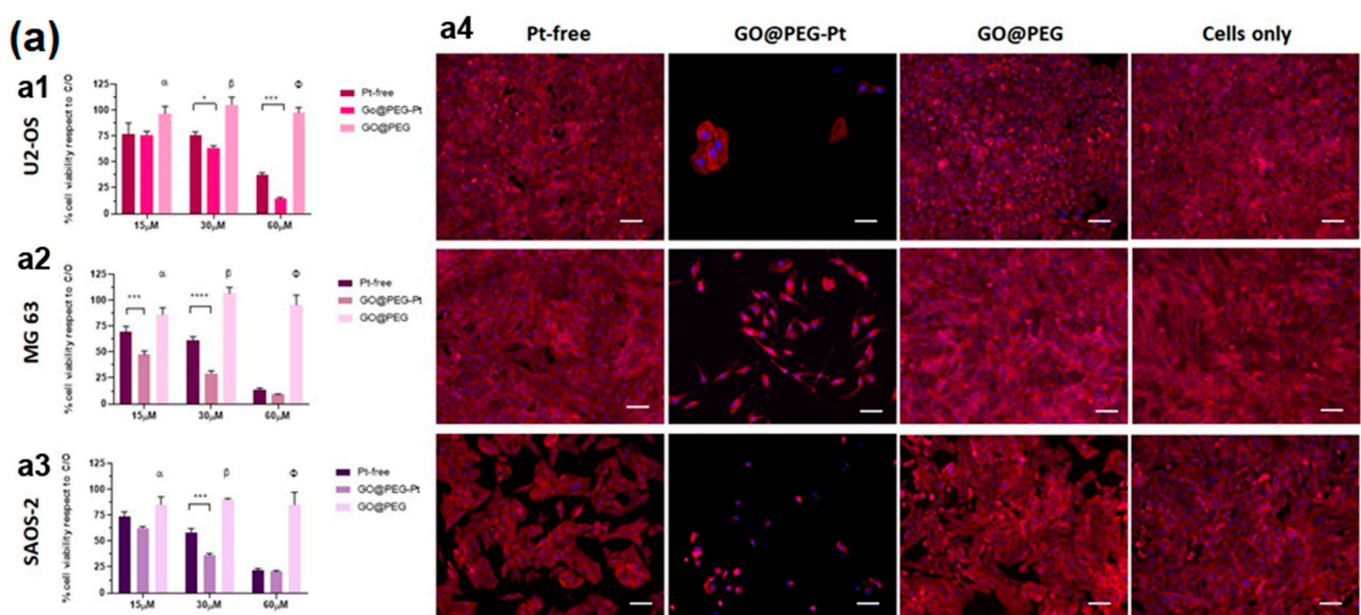 (a)
a1
U2-OS
% cell viability respect to C/O
125
100
75
50
25
0
α
*
β
***
Φ
15μM
30μM
60μM
Pt-free
Go@PEG-Pt
GO@PEG
a2
MG 63
% cell viability respect to C/O
125
100
75
50
25
0
***
α
****
β
Φ
15μM
30μM
60μM
Pt-free
GO@PEG-Pt
GO@PEG
a3
SAOS-2
% cell viability respect to C/O
125
100
75
50
25
0
α
***
β
Φ
15μM
30μM
60μM
Pt-free
GO@PEG-Pt
GO@PEG
a4
Pt-free
GO@PEG-Pt
GO@PEG
Cells only